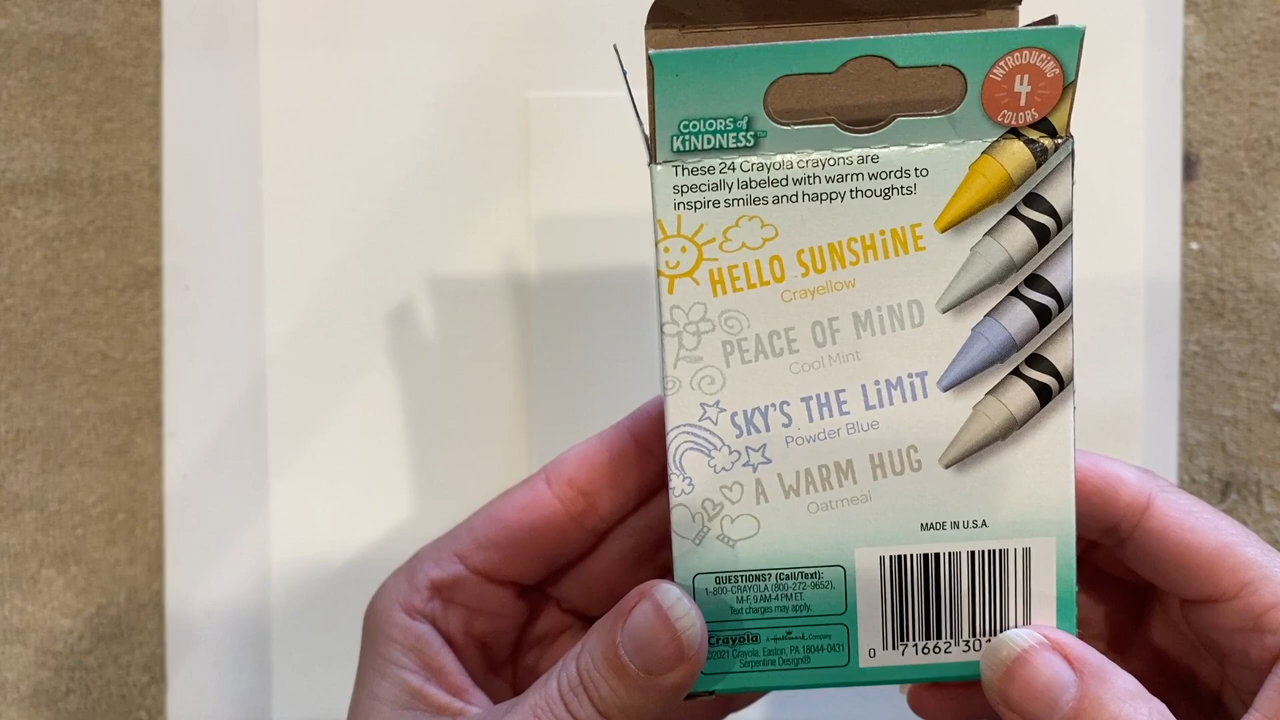 INTRODUCING
4
COLORS
COLORS of
KiNDNESS™
These 24 Crayola crayons are
specially labeled with warm words to
inspire smiles and happy thoughts!
HELLO SUNSHiNE
Crayellow
PEACE OF MiND
Cool Mint
SKY'S THE LiMiT
Powder Blue
A WARM HUG
Oatmeal
MADE IN U.S.A.
QUESTIONS? (Call/Text):
1-800-CRAYOLA (800-272-9652),
M-F, 9 AM-4 PM ET.
Text charges may apply.
Crayola A Hallmark Company
©2021 Crayola, Easton, PA 18044-0431
Serpentine Design®
0 71662 30